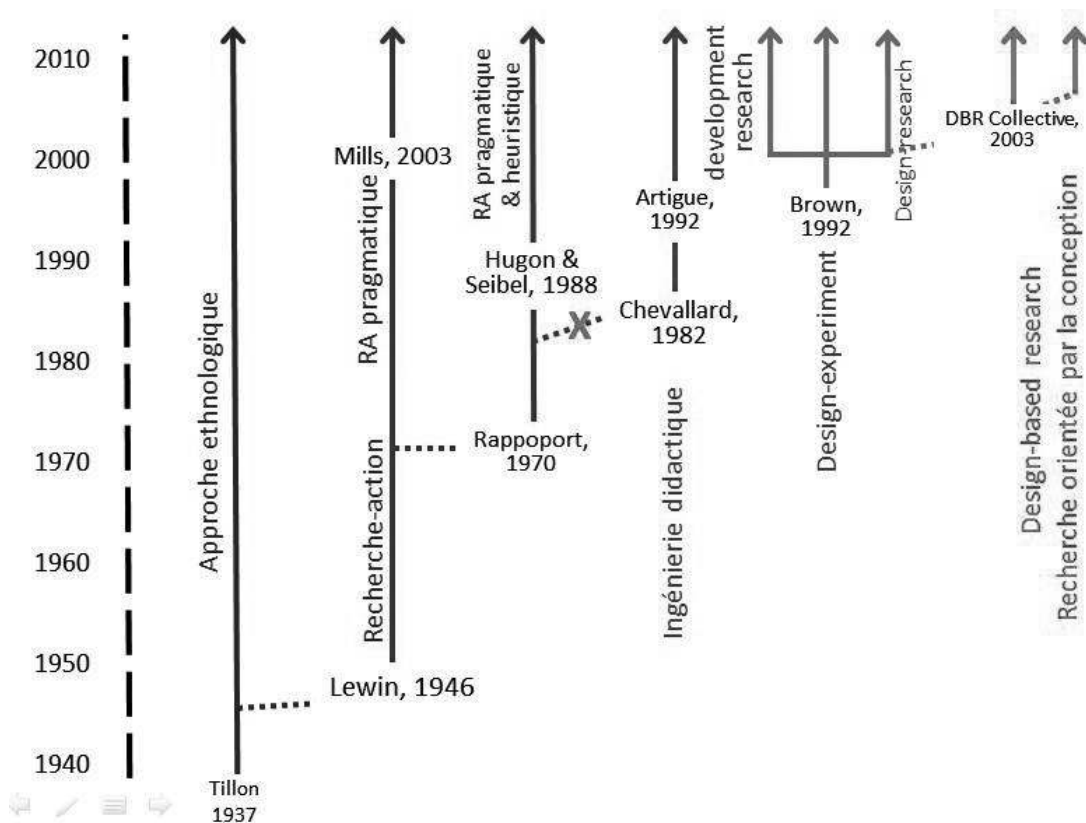 2010
2000
1990
1980
1970
1960
1950
1940
Approche ethnologique
Tillon
1937
Mills, 2003
RA pragmatique
Recherche-action
Lewin, 1946
RA pragmatique
& heuristique
Hugon &
Seibel, 1988
Rappoport,
1970
Artigue,
1992
Chevallard,
1982
Ingénierie didactique
development
research
Brown,
1992
Design-experiment
Design research
DBR Collective,
2003
Design-based research
Recherche orientée par la conception